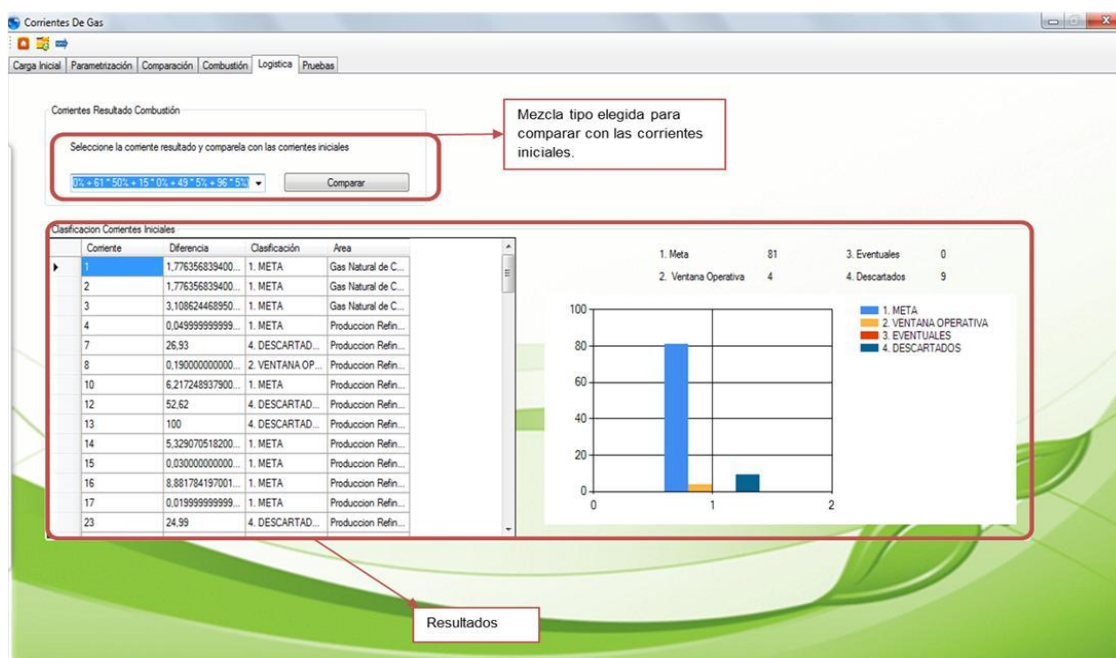 Corrientes De Gas
Carga Inicial Parametrización Comparación Combustión Logistica Pruebas
Corrientes Resultado Combustión
Seleccione la corriente resultado y comparela con las corrientes iniciales
0% + 61 * 50% + 15 * 0% + 49 * 5% + 96 * 5%
Comparar
Mezcla tipo elegida para
comparar con las corrientes
iniciales.
Clasificacion Corrientes Iniciales
Corriente Diferencia Clasificación Area
1 1,776356839400... 1. META Gas Natural de C...
2 1,776356839400... 1. META Gas Natural de C...
3 3,108624468950... 1. META Gas Natural de C...
4 0,049999999999... 1. META Produccion Refin...
7 26,93 4. DESCARTAD... Produccion Refin...
8 0,190000000000... 2. VENTANA OP... Produccion Refin...
10 6,217248937900... 1. META Produccion Refin...
12 52,62 4. DESCARTAD... Produccion Refin...
13 100 4. DESCARTAD... Produccion Refin...
14 5,329070518200... 1. META Produccion Refin...
15 0,030000000000... 1. META Produccion Refin...
16 8,881784197001... 1. META Produccion Refin...
17 0,019999999999... 1. META Produccion Refin...
23 24,99 4. DESCARTAD... Produccion Refin...
1. Meta 81 3. Eventuales 0
2. Ventana Operativa 4 4. Descartados 9
100
80
60
40
20
0
0 1 2
1. META
2. VENTANA OPERATIVA
3. EVENTUALES
4. DESCARTADOS
Resultados